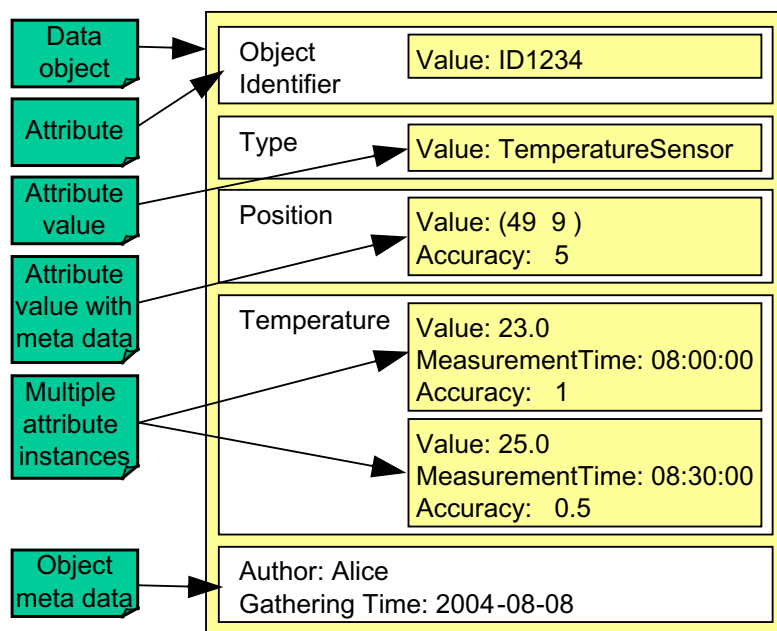 Data
object
Attribute
Attribute
value
Attribute
value with
meta data
Multiple
attribute
instances
Object
meta data
Object
Identifier
Value: ID1234
Type
Value: TemperatureSensor
Position
Value: (49 9 )
Accuracy: 5
Temperature
Value: 23.0
MeasurementTime: 08:00:00
Accuracy: 1
Value: 25.0
MeasurementTime: 08:30:00
Accuracy: 0.5
Author: Alice
Gathering Time: 2004-08-08